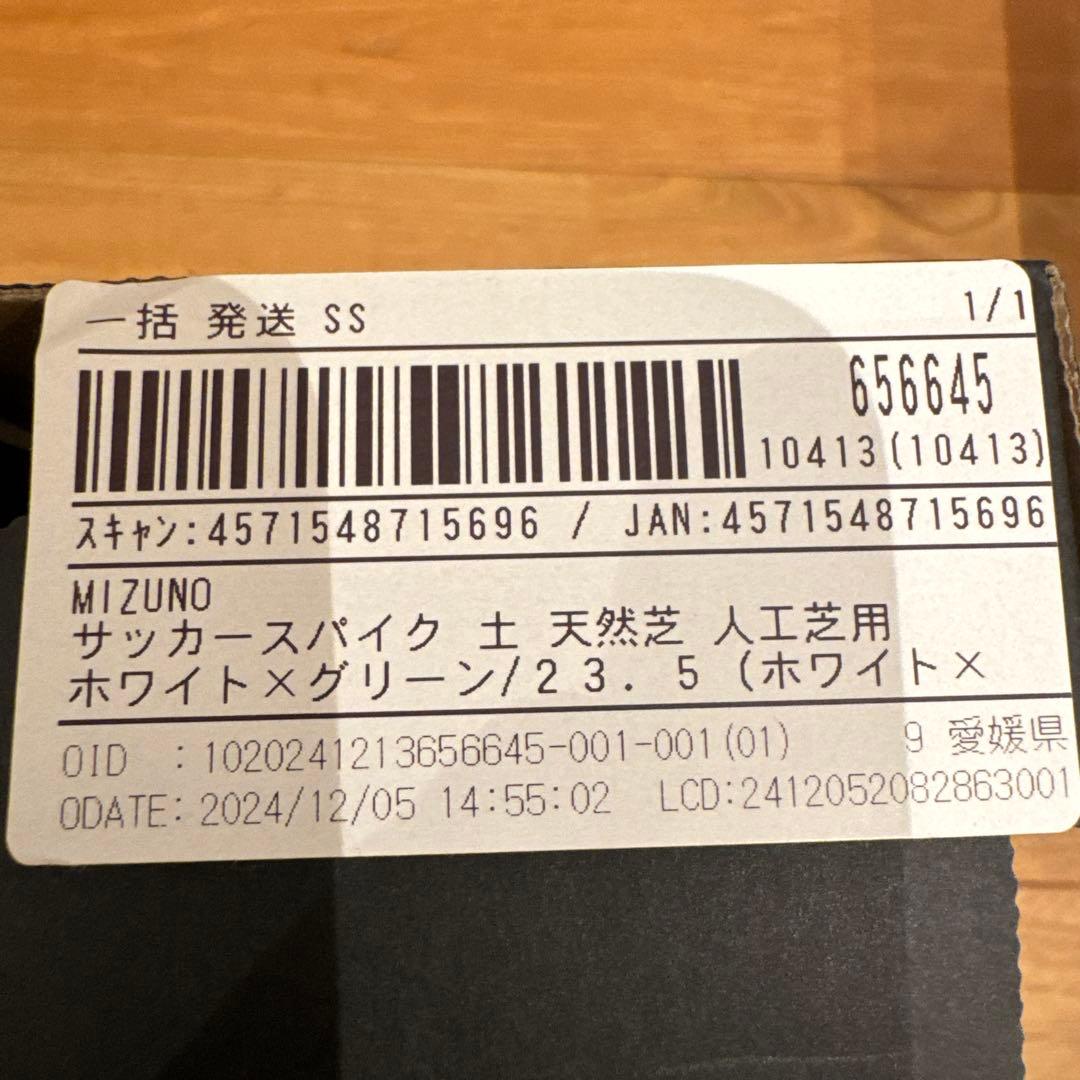 一括 発送 SS 1/1
656645
10413(10413)
スキャン:4571548715696 / JAN:4571548715696
MIZUNO
サッカースパイク 土 天然芝 人工芝用
ホワイト×グリーン/23.5 (ホワイト×
OID :1020241213656645-001-001(01) 9 愛媛県
ODATE:2024/12/05 14:55:02 LCD:2412052082863001